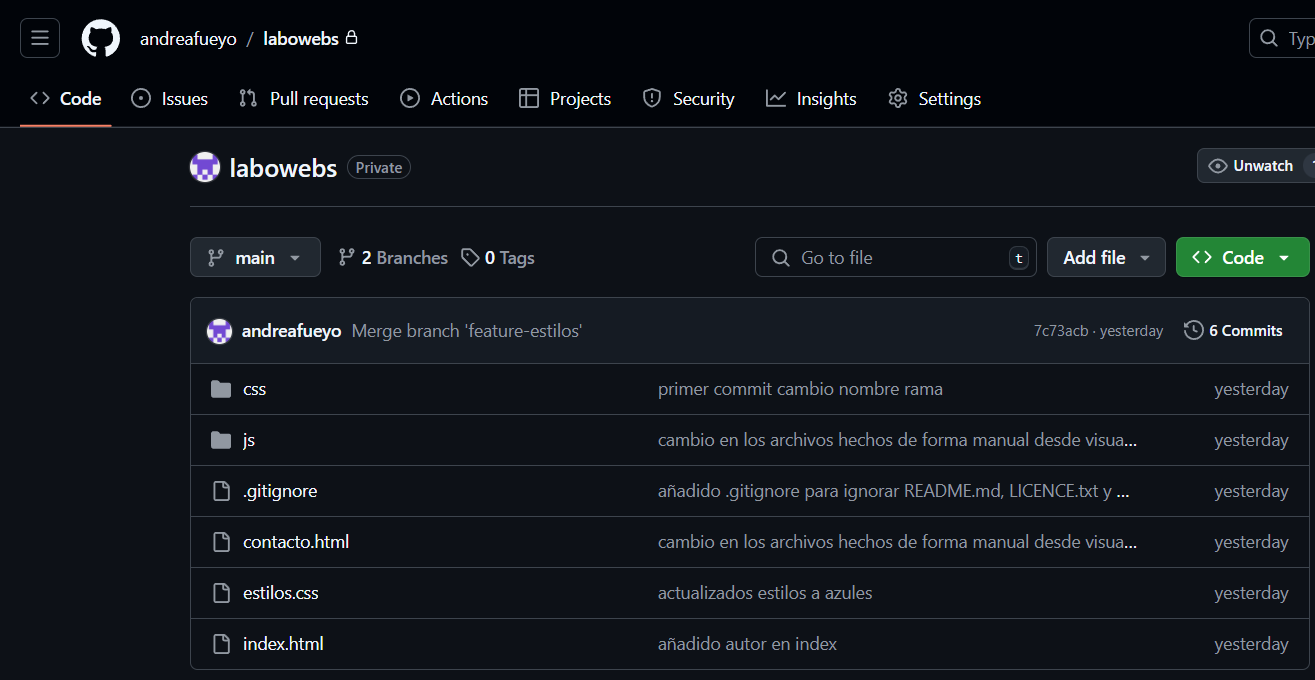 andreafueyo / labowebs
Typ
Code Issues Pull requests Actions Projects Security Insights Settings
labowebs Private
Unwatch
main 2 Branches 0 Tags
Go to file t
Add file
Code
andreafueyo Merge branch 'feature-estilos' 7c73acb · yesterday 6 Commits
css primer commit cambio nombre rama yesterday
js cambio en los archivos hechos de forma manual desde visua... yesterday
.gitignore añadido .gitignore para ignorar README.md, LICENCE.txt y ... yesterday
contacto.html cambio en los archivos hechos de forma manual desde visua... yesterday
estilos.css actualizados estilos a azules yesterday
index.html añadido autor en index yesterday